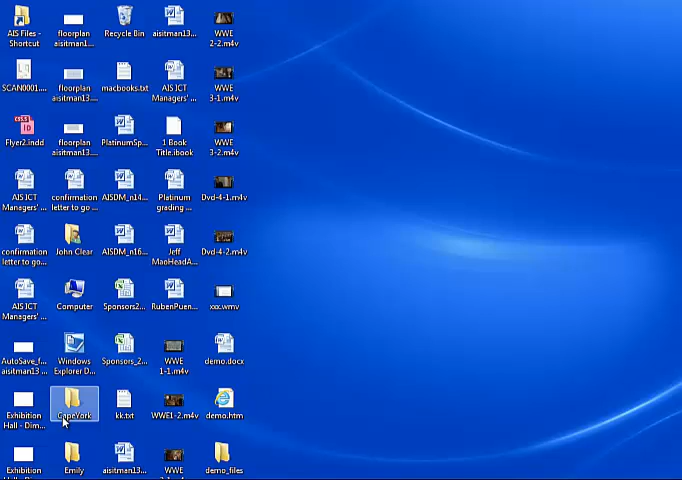 AIS Files -
Shortcut
floorplan
aisitman1...
Recycle Bin
aisitman13...
WWE
2-2.m4v
SCAN0001....
floorplan
aisitman13....
macbooks.txt
AIS ICT
Managers' ...
WWE
3-1.m4v
Flyer2.indd
floorplan
aisitman13....
PlatinumSp...
1 Book
Title.ibook
WWE
3-2.m4v
AIS ICT
Managers' ...
confirmation
letter to go ...
AISDM_n14...
Platinum
grading ...
Dvd-4-1.m4v
confirmation
letter to go...
John Clear
AISDM_n16...
Jeff
MaoHeadA...
Dvd-4-2.m4v
AIS ICT
Managers' ...
Computer
Sponsors2...
RubenPuen...
xxx.wmv
AutoSave_f...
aisitman13 ...
Windows
Explorer D...
Sponsors_2...
WWE
1-1.m4v
demo.docx
Exhibition
Hall - Dim...
CapeYork
kk.txt
WWE1-2.m4v
demo.htm
Exhibition
Emily
aisitman13...
WWE
demo_files